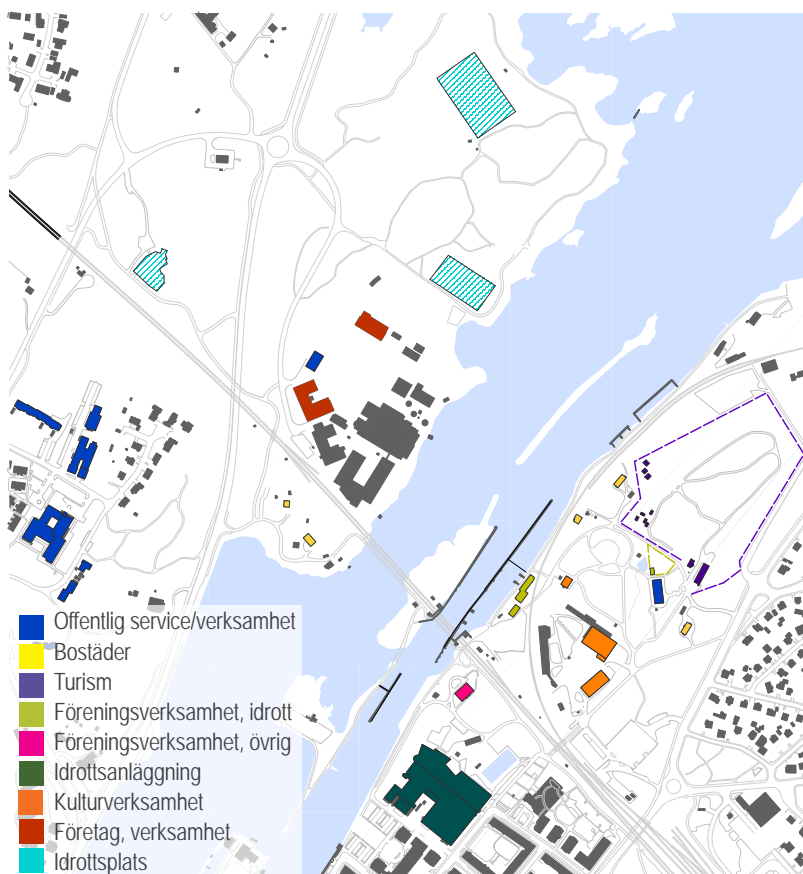 Offentlig service/verksamhet
Bostäder
Turism
Föreningsverksamhet, idrott
Föreningsverksamhet, övrig
Idrottsanläggning
Kulturverksamhet
Företag, verksamhet
Idrottsplats